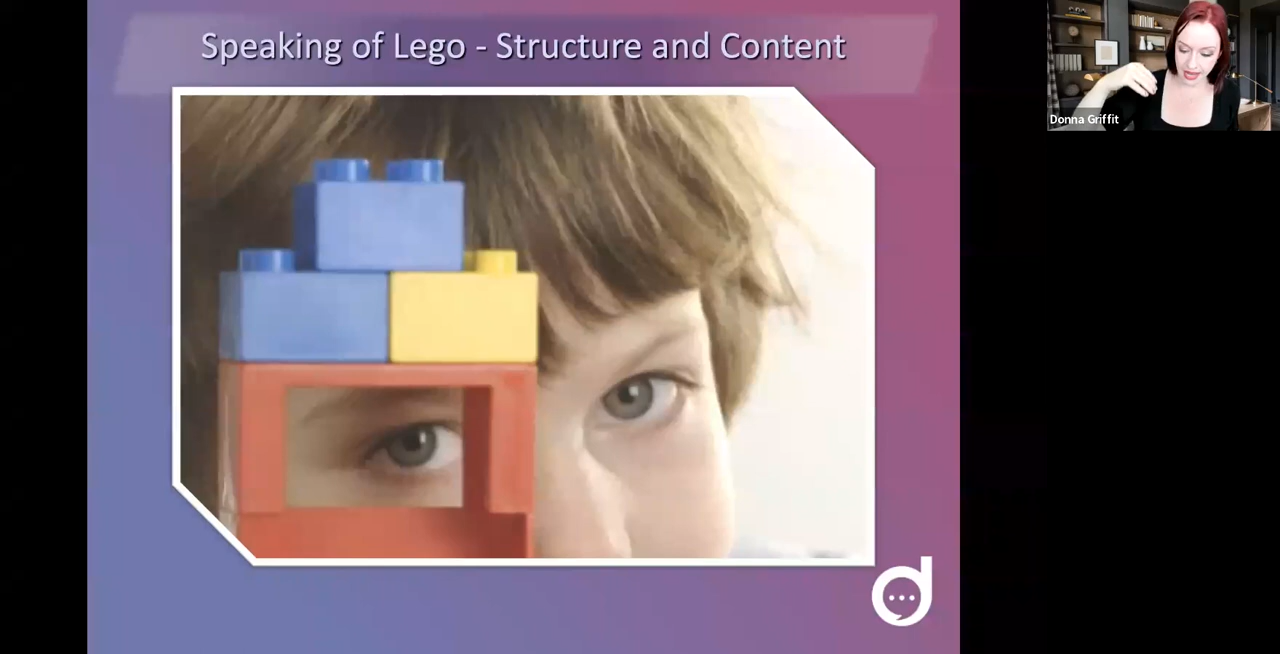 Speaking of Lego - Structure and Content
Donna Griffit